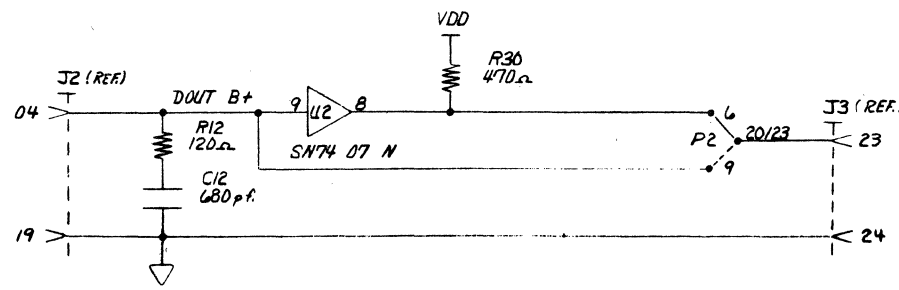 VDD
R30
470Ω
J2 (REF.)
04
DOUT B+
9
U2
8
R12
120Ω
SN74 07 N
6
P2
20/23
9
J3 (REF.)
23
C12
680pf.
19
24